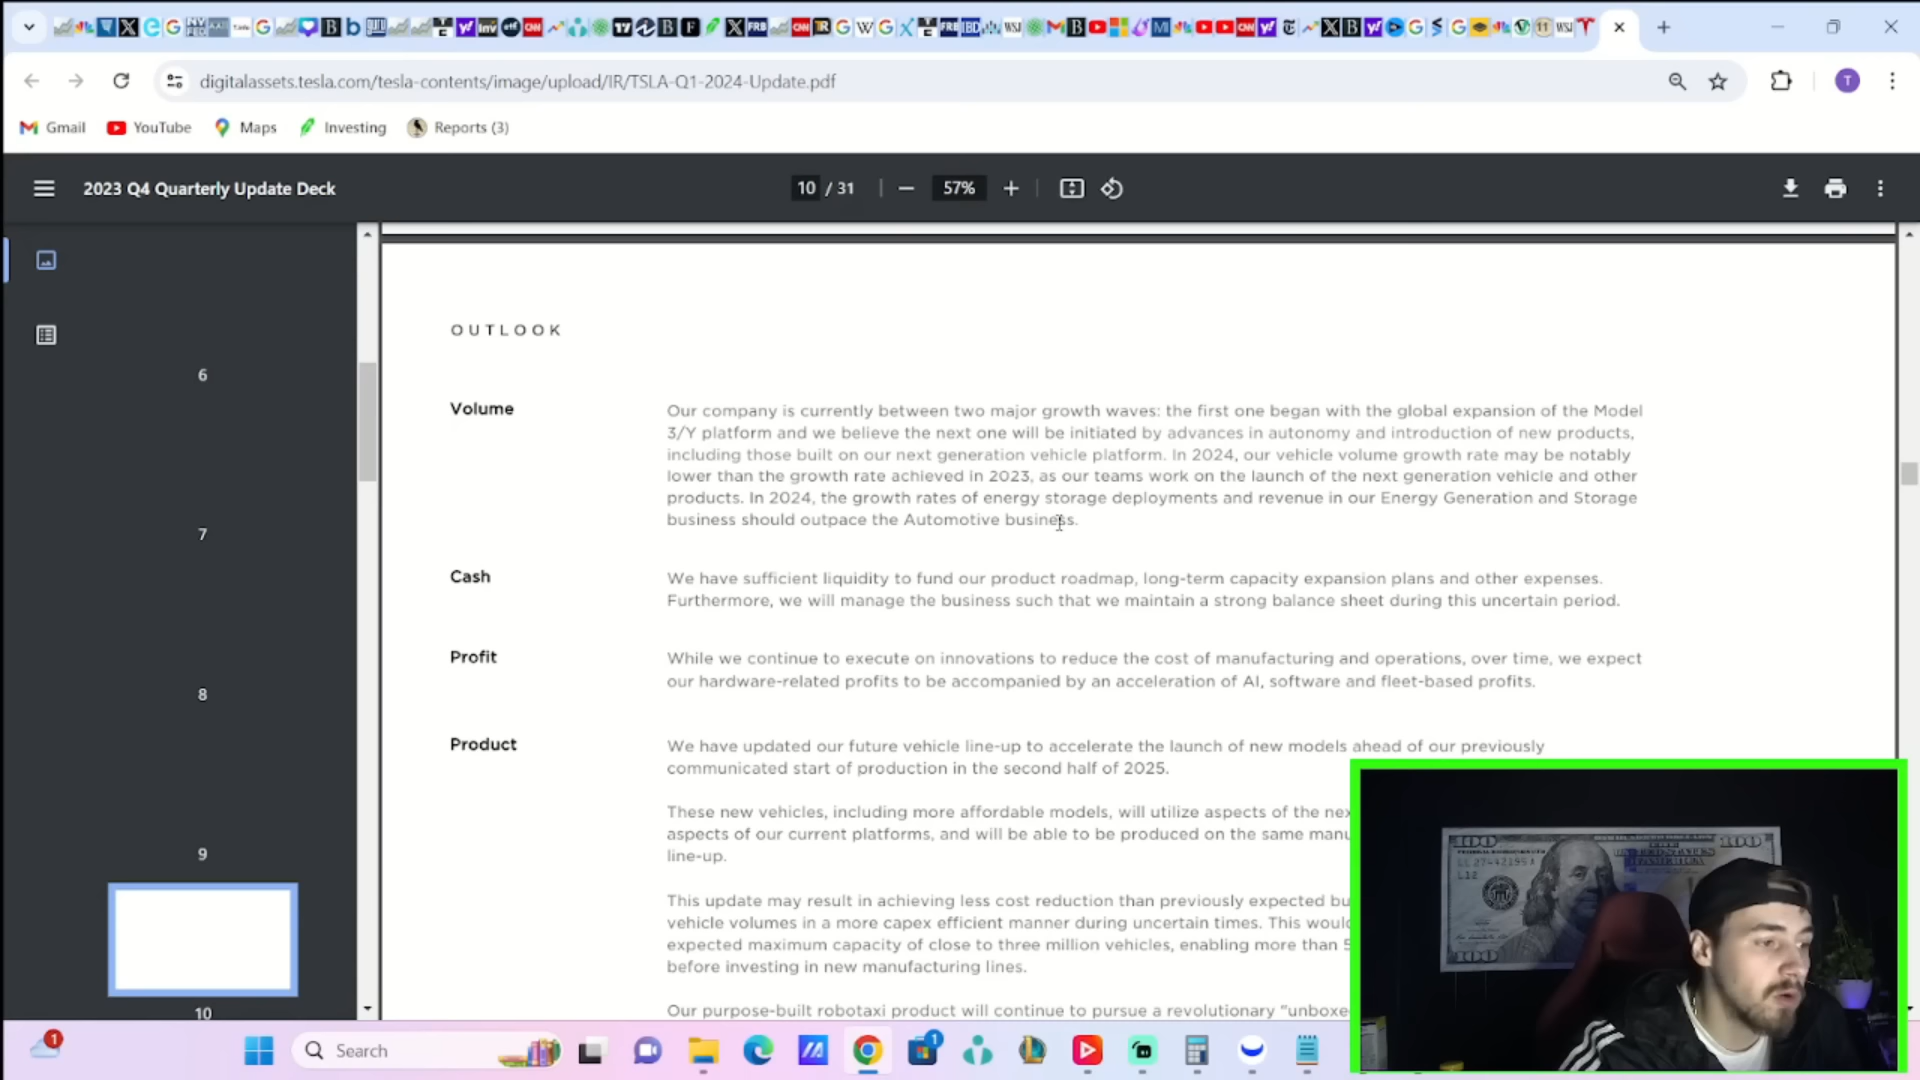 digitalassets.tesla.com/tesla-contents/image/upload/IR/TSLA-Q1-2024-Update.pdf
T
Gmail YouTube Maps Investing Reports (3)
2023 Q4 Quarterly Update Deck 10 / 31 57%
6
7
8
9
10
OUTLOOK
Volume
Our company is currently between two major growth waves: the first one began with the global expansion of the Model
3/Y platform and we believe the next one will be initiated by advances in autonomy and introduction of new products,
including those built on our next generation vehicle platform. In 2024, our vehicle volume growth rate may be notably
lower than the growth rate achieved in 2023, as our teams work on the launch of the next generation vehicle and other
products. In 2024, the growth rates of energy storage deployments and revenue in our Energy Generation and Storage
business should outpace the Automotive business.
Cash
We have sufficient liquidity to fund our product roadmap, long-term capacity expansion plans and other expenses.
Furthermore, we will manage the business such that we maintain a strong balance sheet during this uncertain period.
Profit
While we continue to execute on innovations to reduce the cost of manufacturing and operations, over time, we expect
our hardware-related profits to be accompanied by an acceleration of AI, software and fleet-based profits.
Product
We have updated our future vehicle line-up to accelerate the launch of new models ahead of our previously
communicated start of production in the second half of 2025.
These new vehicles, including more affordable models, will utilize aspects of the
aspects of our current platforms, and will be able to be produced on the same
line-up.
This update may result in achieving less cost reduction than previously expected
vehicle volumes in a more capex efficient manner during uncertain times. This
expected maximum capacity of close to three million vehicles, enabling more than
before investing in new manufacturing lines.
Our purpose-built robotaxi product will continue to pursue a revolutionary
100 100
100
1
Search
1